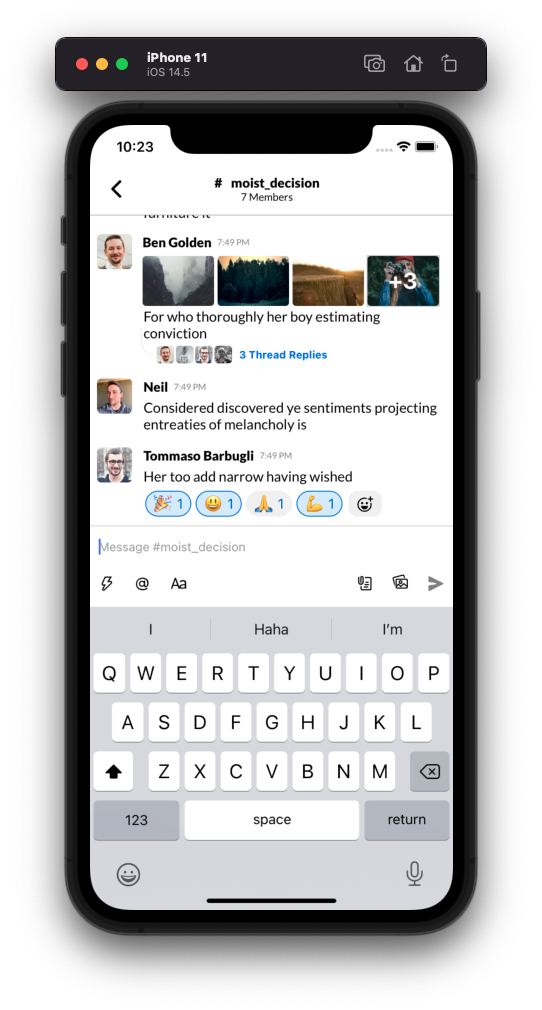 iPhone 11
iOS 14.5
10:23
# moist_decision
7 Members
furniture it
Ben Golden 7:49 PM
+3
For who thoroughly her boy estimating
conviction
3 Thread Replies
Neil 7:49 PM
Considered discovered ye sentiments projecting
entreaties of melancholy is
Tommaso Barbugli 7:49 PM
Her too add narrow having wished
🎉 1 😃 1 🙏 1 💪 1
Message #moist_decision
@ Aa
I Haha I'm
Q W E R T Y U I O P
A S D F G H J K L
Z X C V B N M
123 space return